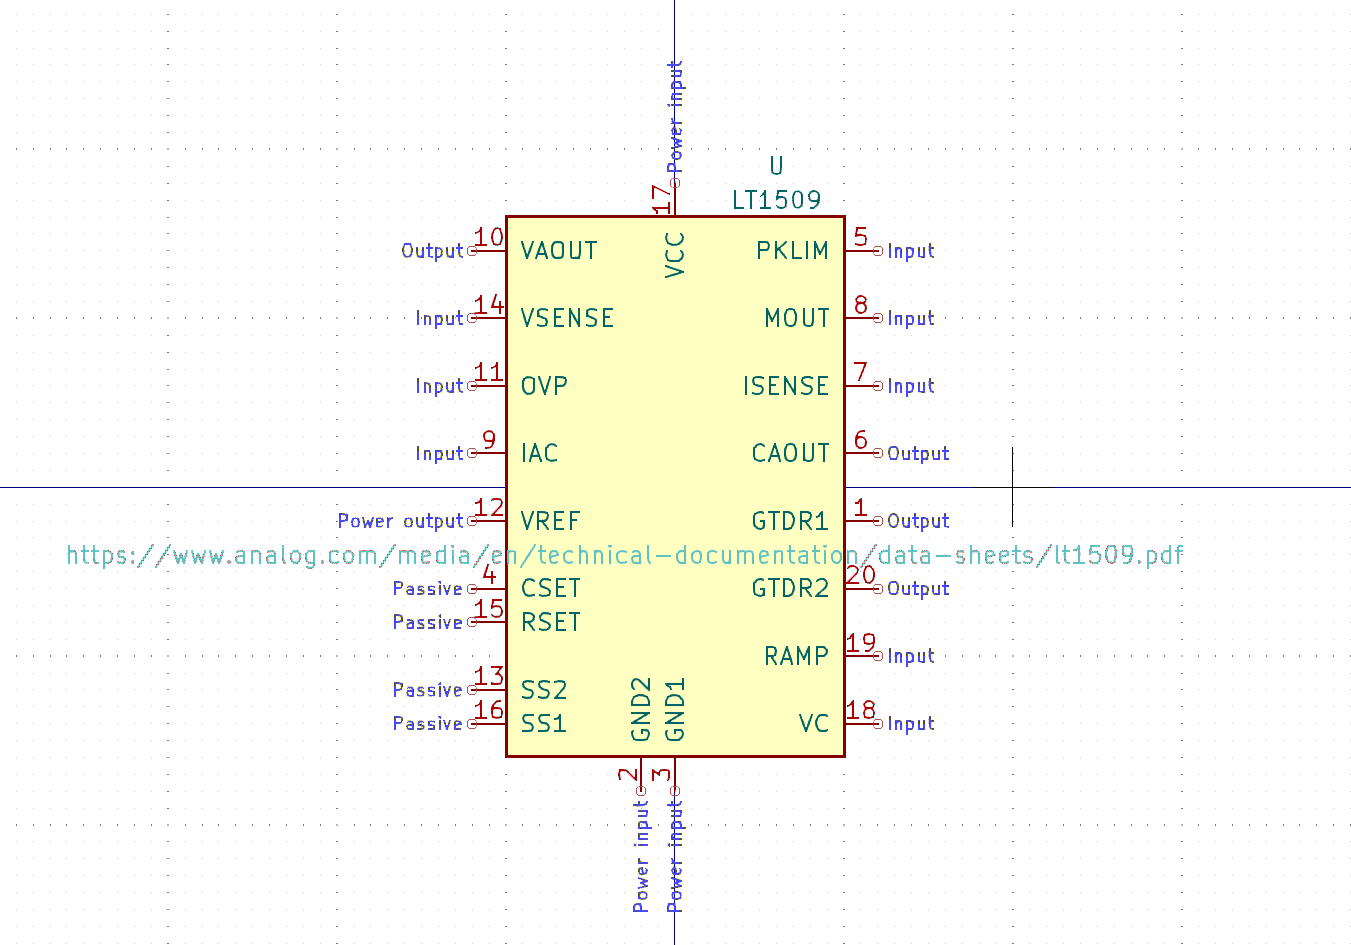 Power input
U
LT1509
17
VCC
Output 10 VAOUT PKLIM 5 Input
Input 14 VSENSE MOUT 8 Input
Input 11 OVP ISENSE 7 Input
Input 9 IAC CAOUT 6 Output
Power output 12 VREF GTDR1 1 Output
https://www.analog.com/media/en/technical-documentation/data-sheets/lt1509.pdf
Passive 4 CSET GTDR2 20 Output
Passive 15 RSET
RAMP 19 Input
Passive 13 SS2
Passive 16 SS1 GND2 GND1 VC 18 Input
2 3
Power input Power input